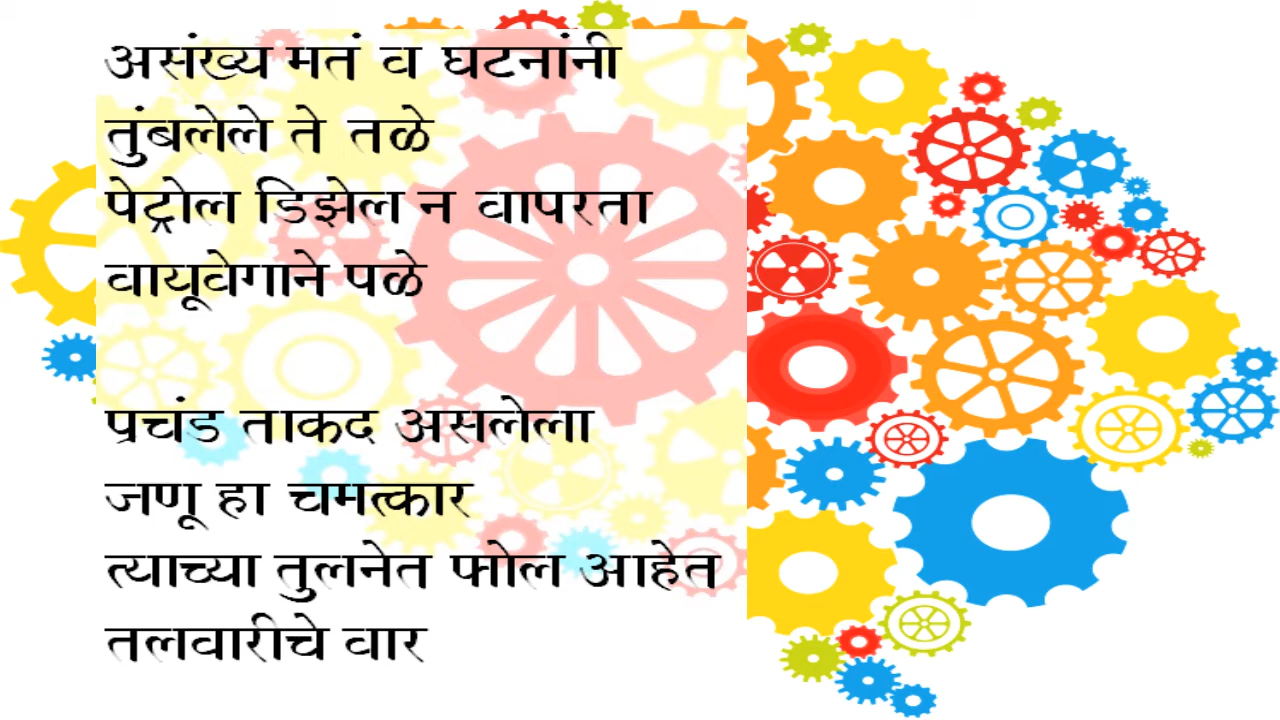 असंख्य मतं व घटनांनी
तुंबलेले ते तळे
पेट्रोल डिझेल न वापरता
वायूवेगाने पळे
प्रचंड ताकद असलेला
जणू हा चमत्कार
त्याच्या तुलनेत फोल आहेत
तलवारीचे वार